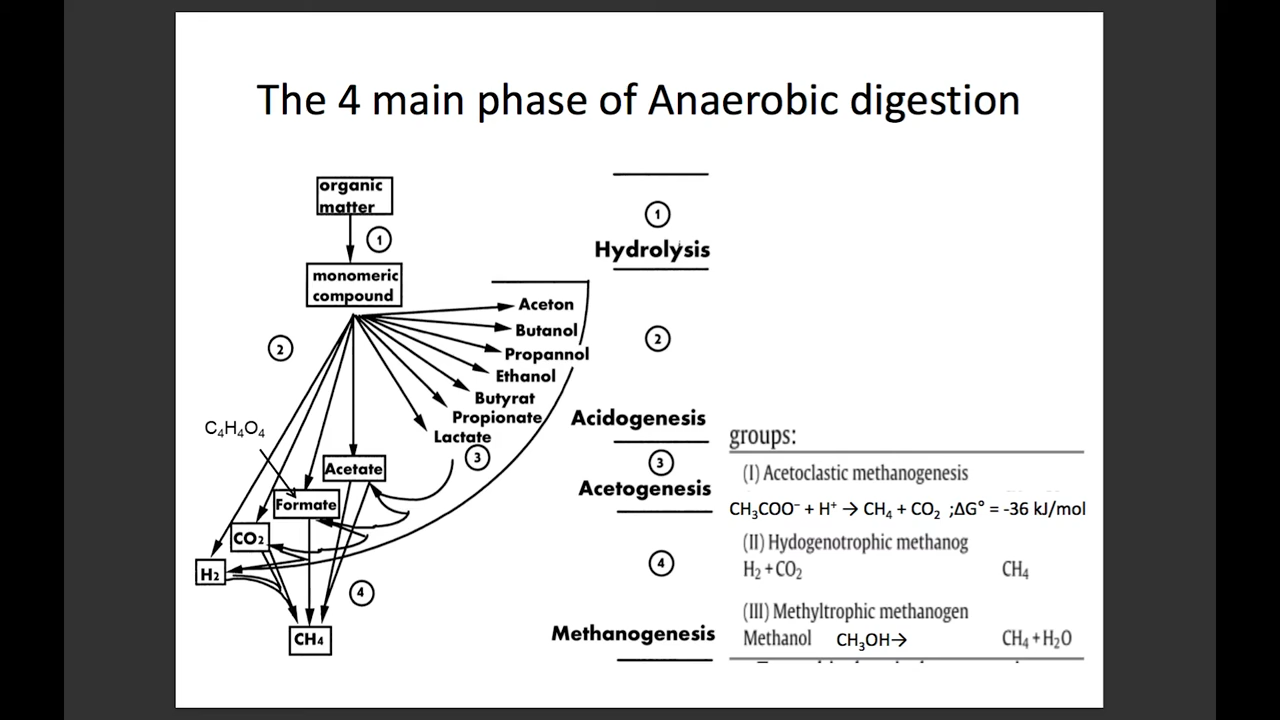 The 4 main phase of Anaerobic digestion
organic
matter
1
monomeric
compound
2
Aceton
Butanol
Propannol
Ethanol
Butyrat
Propionate
Lactate
3
C₄H₄O₄
Acetate
Formate
CO₂
H₂
4
CH₄
1
Hydrolysis
2
Acidogenesis
3
Acetogenesis
4
Methanogenesis
groups:
(I) Acetoclastic methanogenesis
CH₃COO⁻ + H⁺ → CH₄ + CO₂ ;ΔG° = -36 kJ/mol
(II) Hydogenotrophic methanog
H₂ + CO₂ CH₄
(III) Methyltrophic methanogen
Methanol CH₃OH→ CH₄ + H₂O